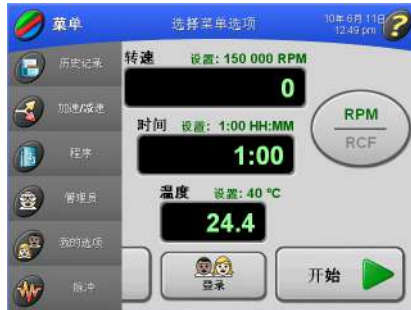 菜单
选择菜单选项
10年6月11日
12:49 pm
历史记录
加速/减速
程序
管理员
我的选项
脉冲
转速 设置: 150 000 RPM
0
时间 设置: 1:00 HH:MM
1:00
温度 设置: 40 °C
24.4
RPM
RCF
登录
开始